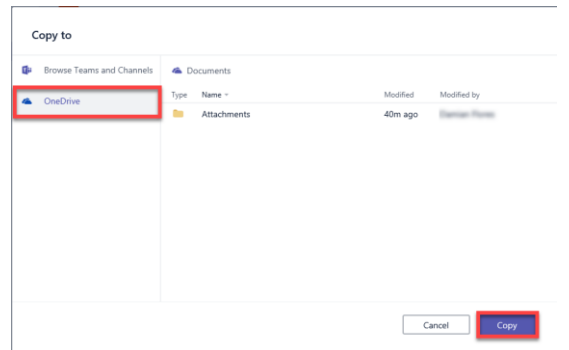 Copy to
Browse Teams and Channels
OneDrive
Documents
Type Name Modified Modified by
Attachments 40m ago
Cancel Copy